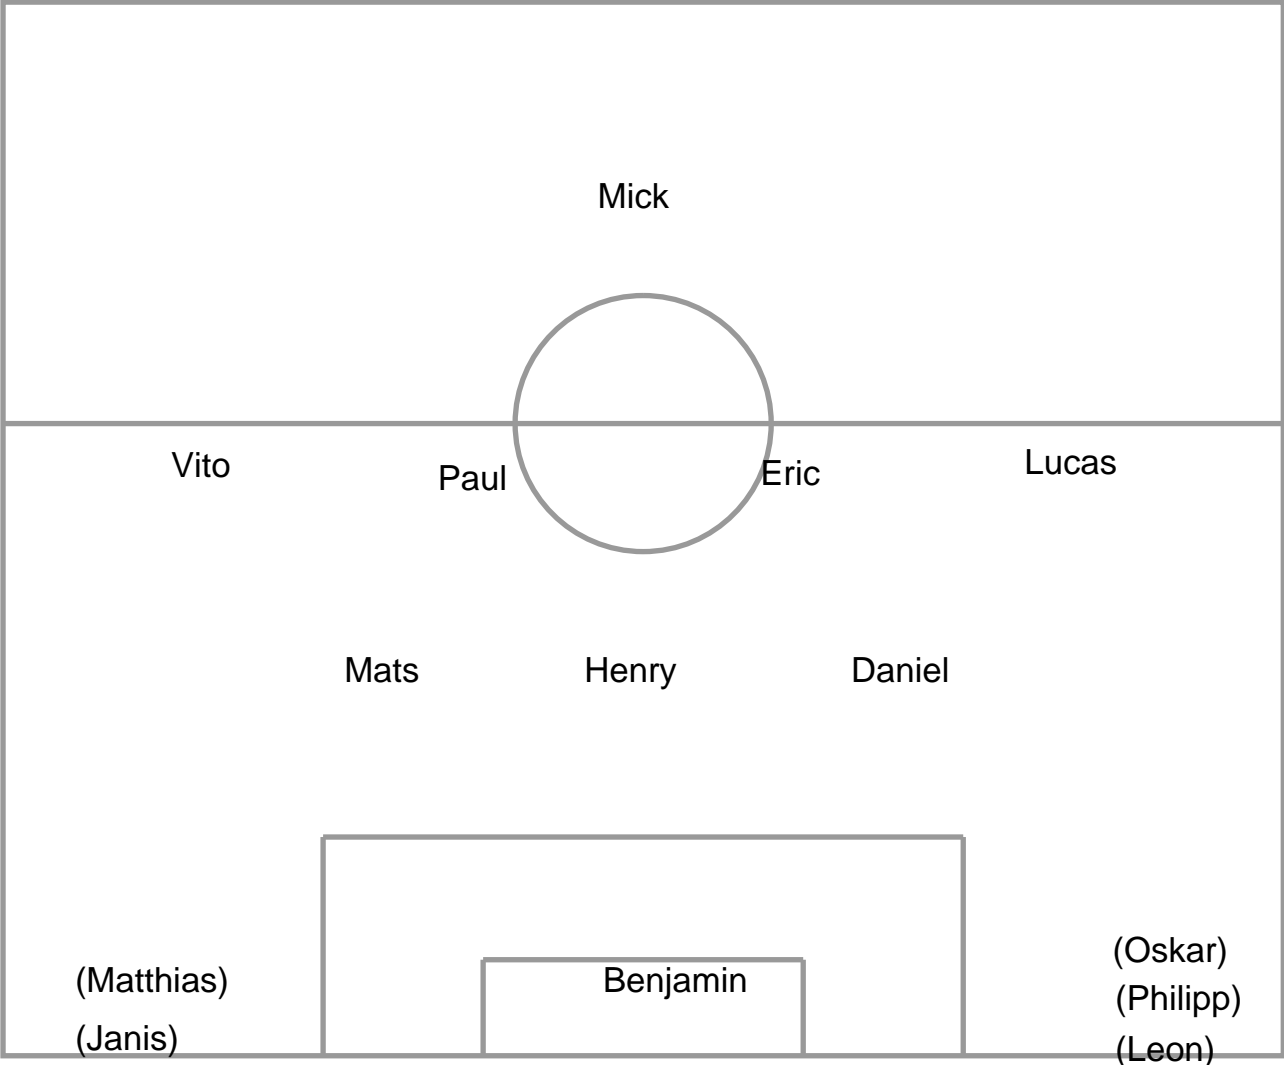 Mick
Vito Paul Eric Lucas
Mats Henry Daniel
(Oskar)
(Matthias) Benjamin (Philipp)
(Janis) (Leon)